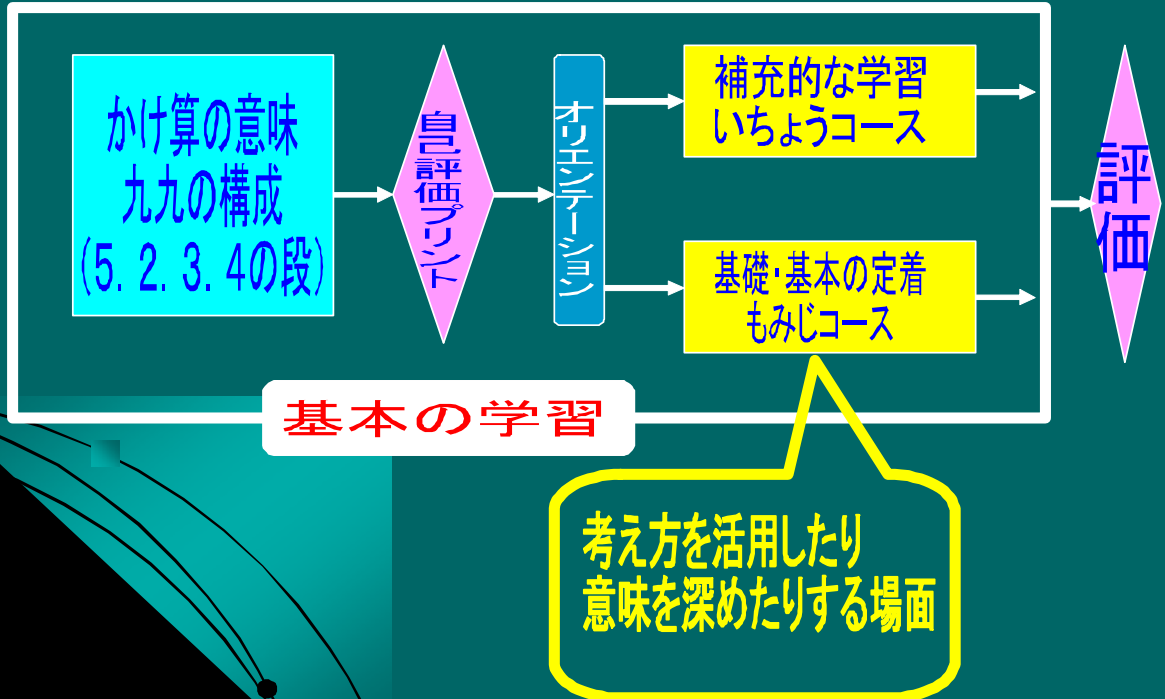 かけ算の意味
九九の構成
(5. 2. 3. 4の段)
自己評価プリント
オリエンテーション
補充的な学習
いちょうコース
基礎・基本の定着
もみじコース
評価
基本の学習
考え方を活用したり
意味を深めたりする場面